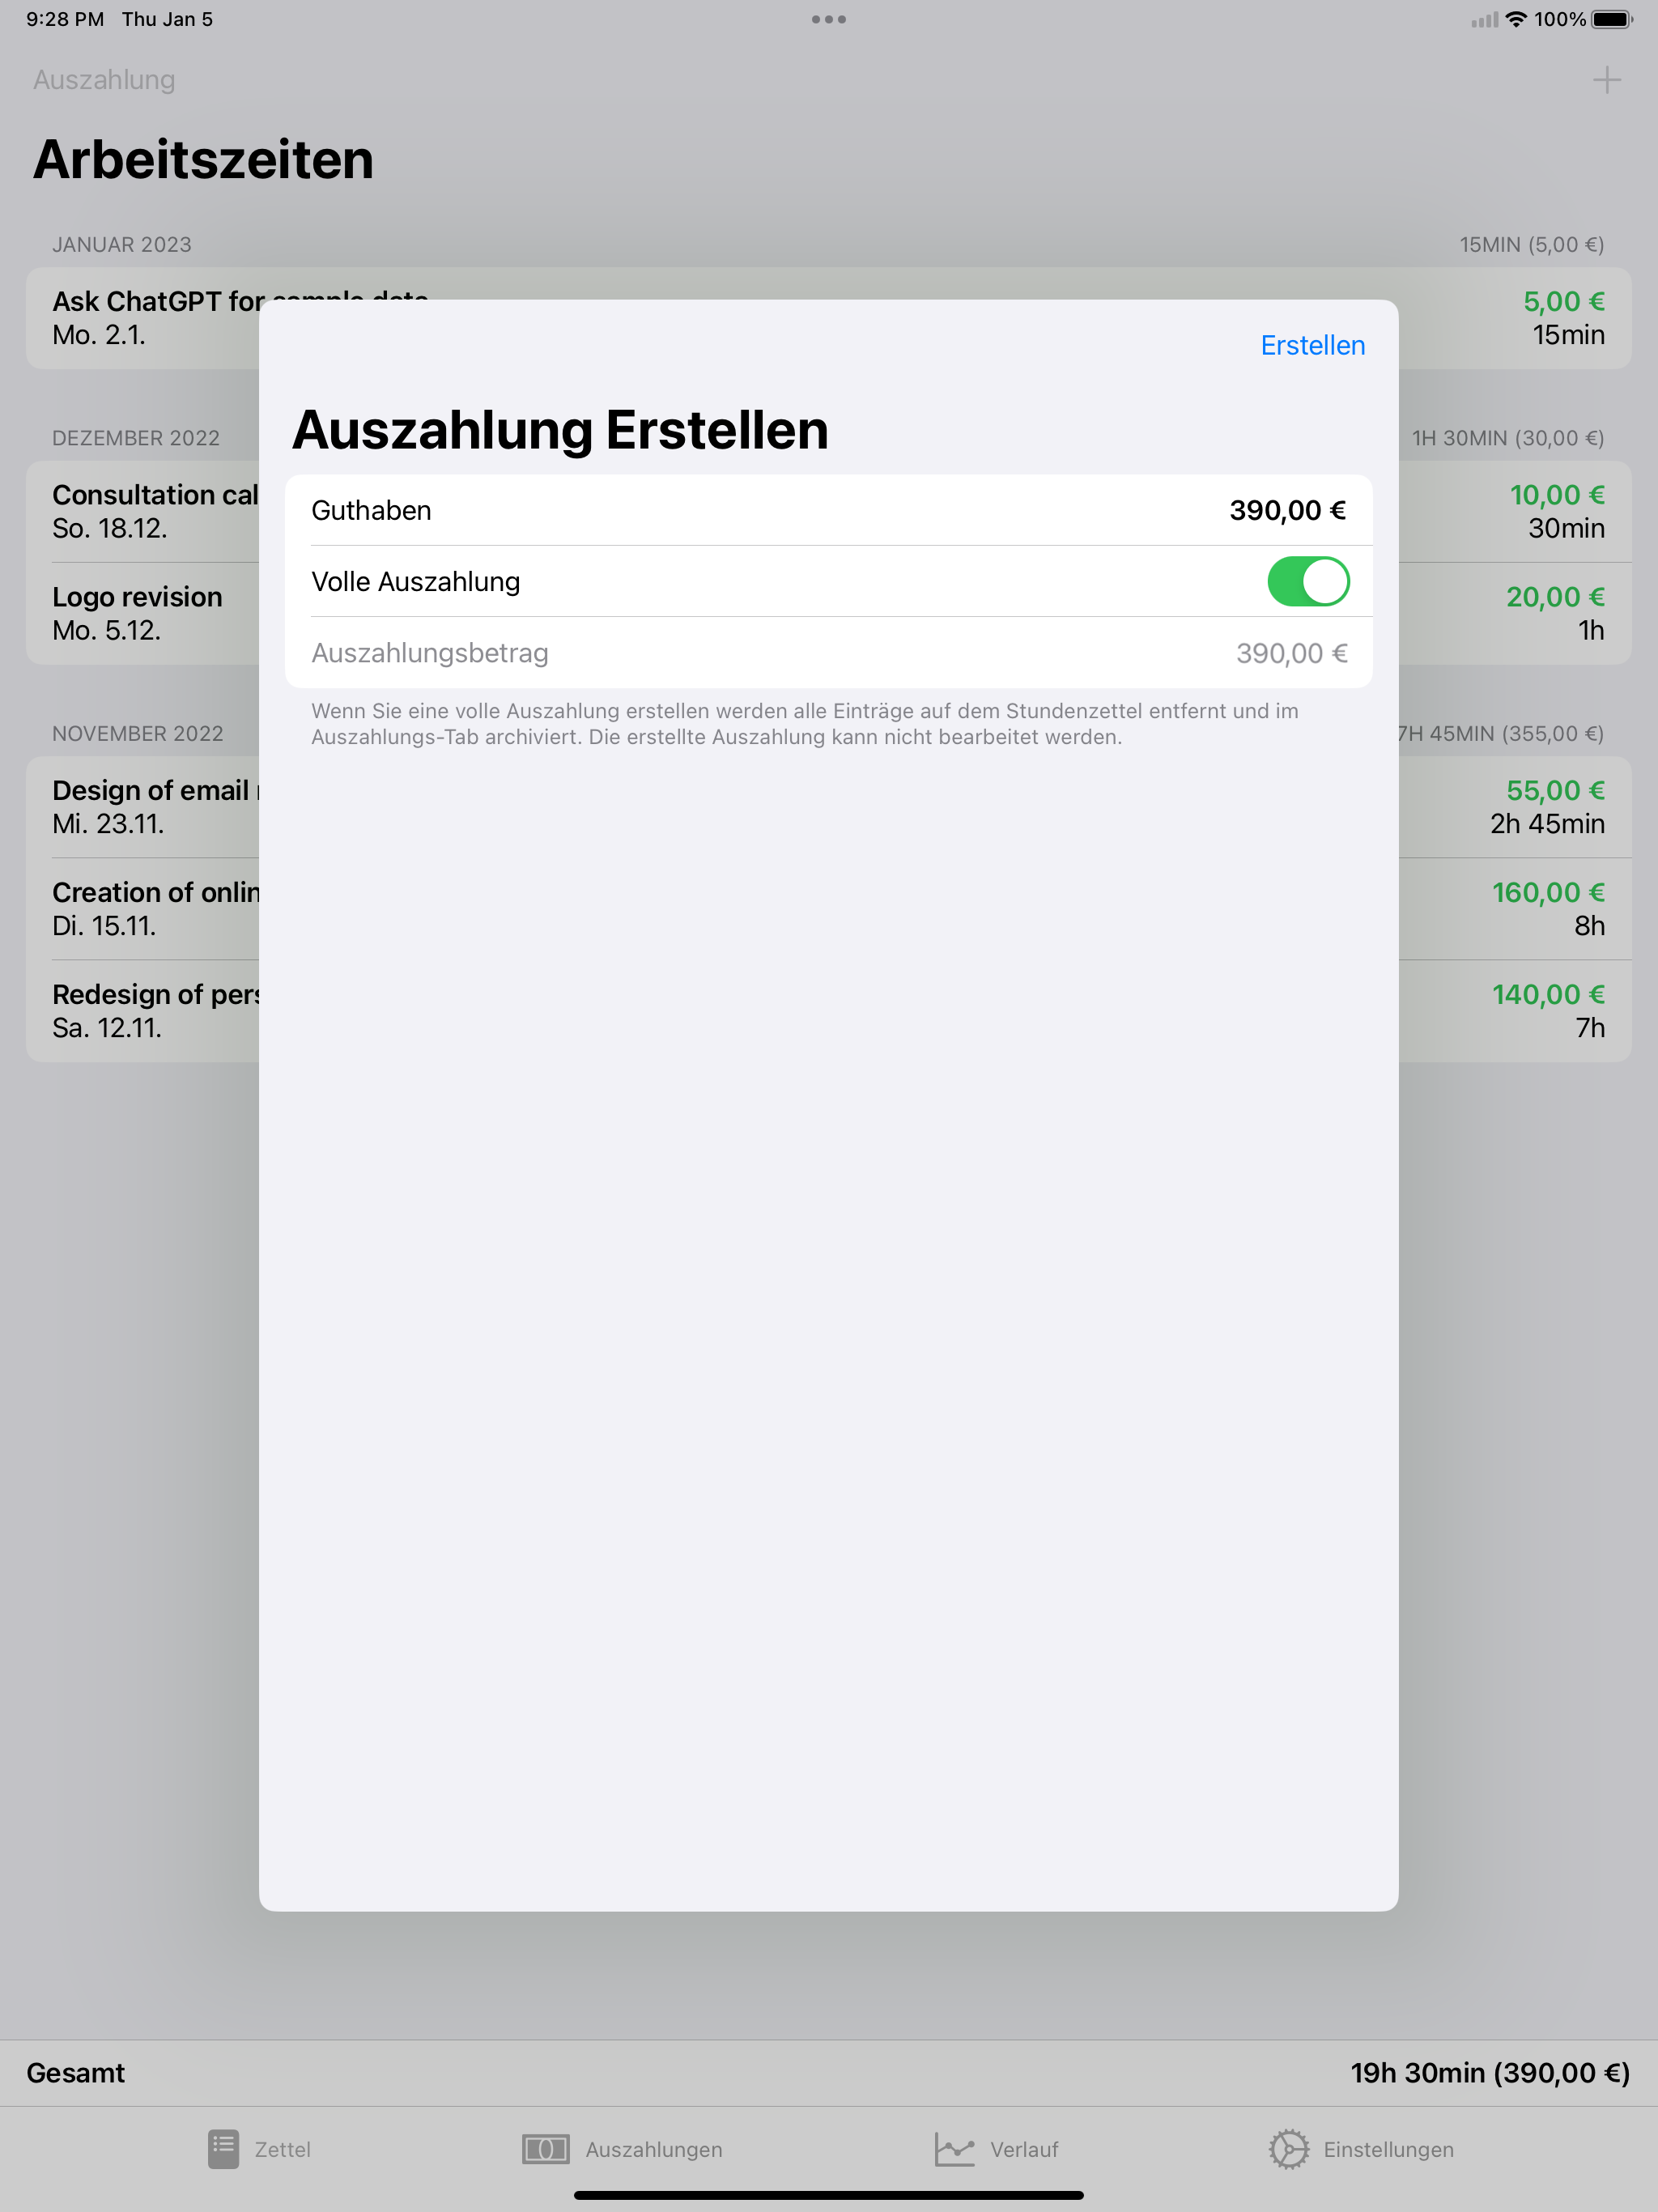 9:28 PM Thu Jan 5
100%
Auszahlung
Arbeitszeiten
JANUAR 2023 15MIN (5,00 €)
Ask ChatGPT for sample data 5,00 €
Mo. 2.1. 15min
Erstellen
Auszahlung Erstellen
Guthaben 390,00 €
Volle Auszahlung
Auszahlungsbetrag 390,00 €
Wenn Sie eine volle Auszahlung erstellen werden alle Einträge auf dem Stundenzettel entfernt und im
Auszahlungs-Tab archiviert. Die erstellte Auszahlung kann nicht bearbeitet werden.
DEZEMBER 2022 1H 30MIN (30,00 €)
Consultation 10,00 €
So. 18.12. 30min
Logo revision 20,00 €
Mo. 5.12. 1h
NOVEMBER 2022 7H 45MIN (355,00 €)
Design of email 55,00 €
Mi. 23.11. 2h 45min
Creation of 160,00 €
Di. 15.11. 8h
Redesign of 140,00 €
Sa. 12.11. 7h
Gesamt 19h 30min (390,00 €)
Zettel Auszahlungen Verlauf Einstellungen